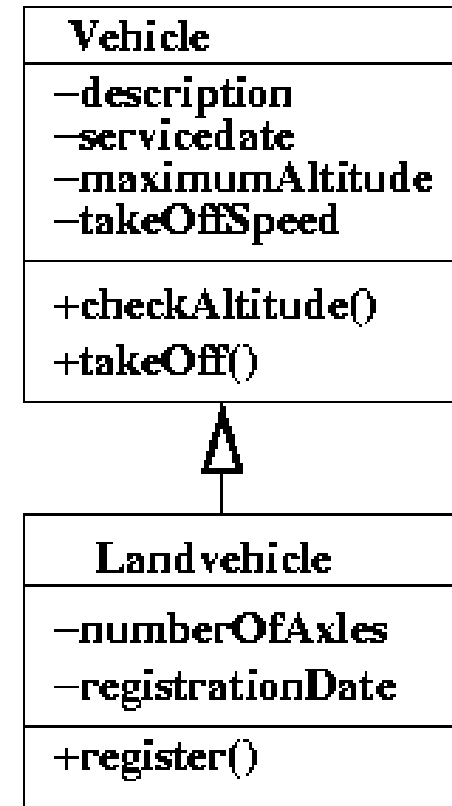 Vehicle
–description
–servicedate
–maximumAltitude
–takeOffSpeed
+checkAltitude()
+takeOff()
Landvehicle
–numberOfAxles
–registrationDate
+register()